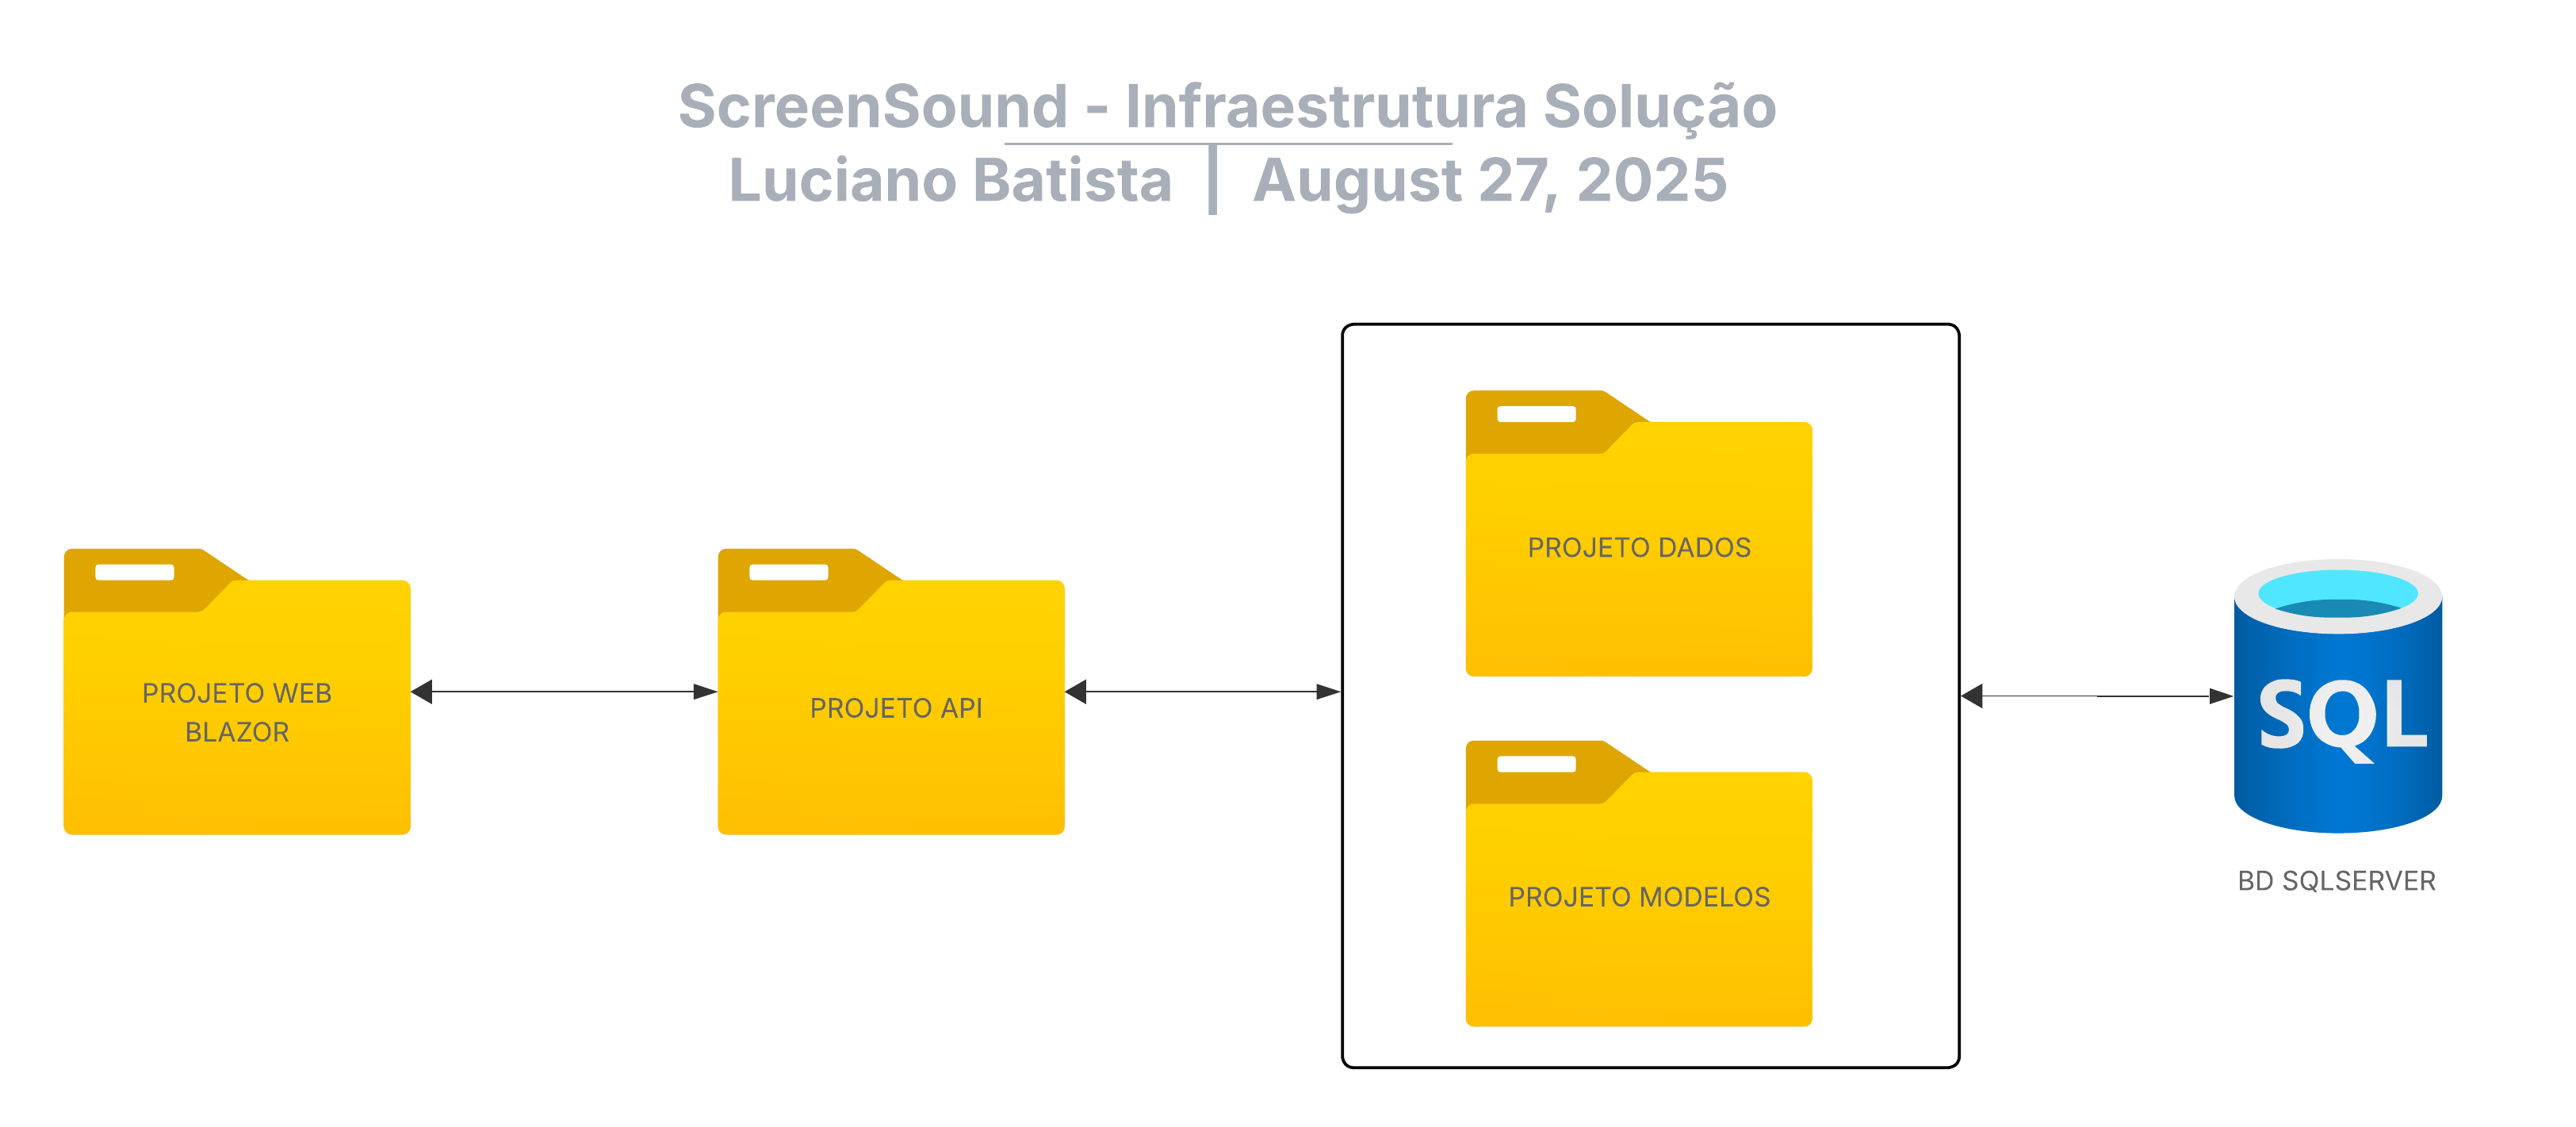 ScreenSound - Infraestrutura Solução
Luciano Batista | August 27, 2025
PROJETO WEB
BLAZOR
PROJETO API
PROJETO DADOS
PROJETO MODELOS
SQL
BD SQLSERVER